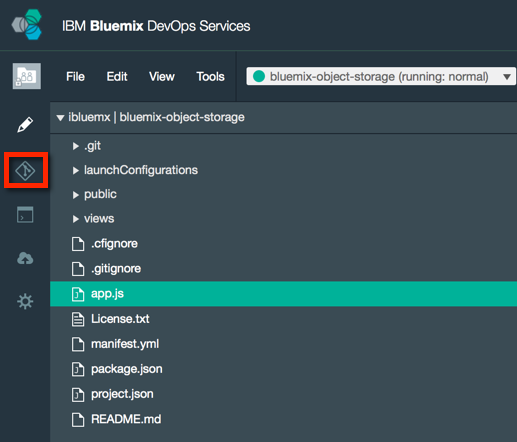 IBM Bluemix DevOps Services
File Edit View Tools bluemix-object-storage (running: normal)
ibluemx | bluemix-object-storage
.git
launchConfigurations
public
views
.cfignore
.gitignore
app.js
License.txt
manifest.yml
package.json
project.json
README.md